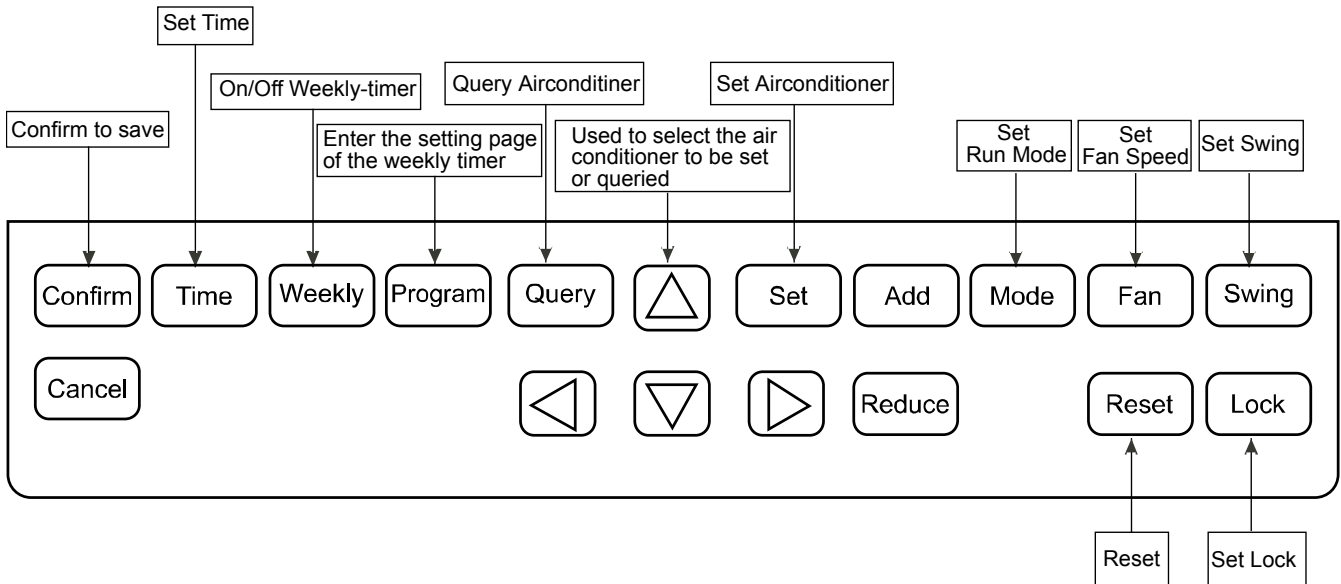 Set Time
On/Off Weekly-timer
Query Airconditiner
Set Airconditioner
Confirm to save
Enter the setting page
of the weekly timer
Used to select the air
conditioner to be set
or queried
Set
Run Mode
Set
Fan Speed
Set Swing
Confirm
Time
Weekly
Program
Query
Set
Add
Mode
Fan
Swing
Cancel
Reduce
Reset
Lock
Reset
Set Lock